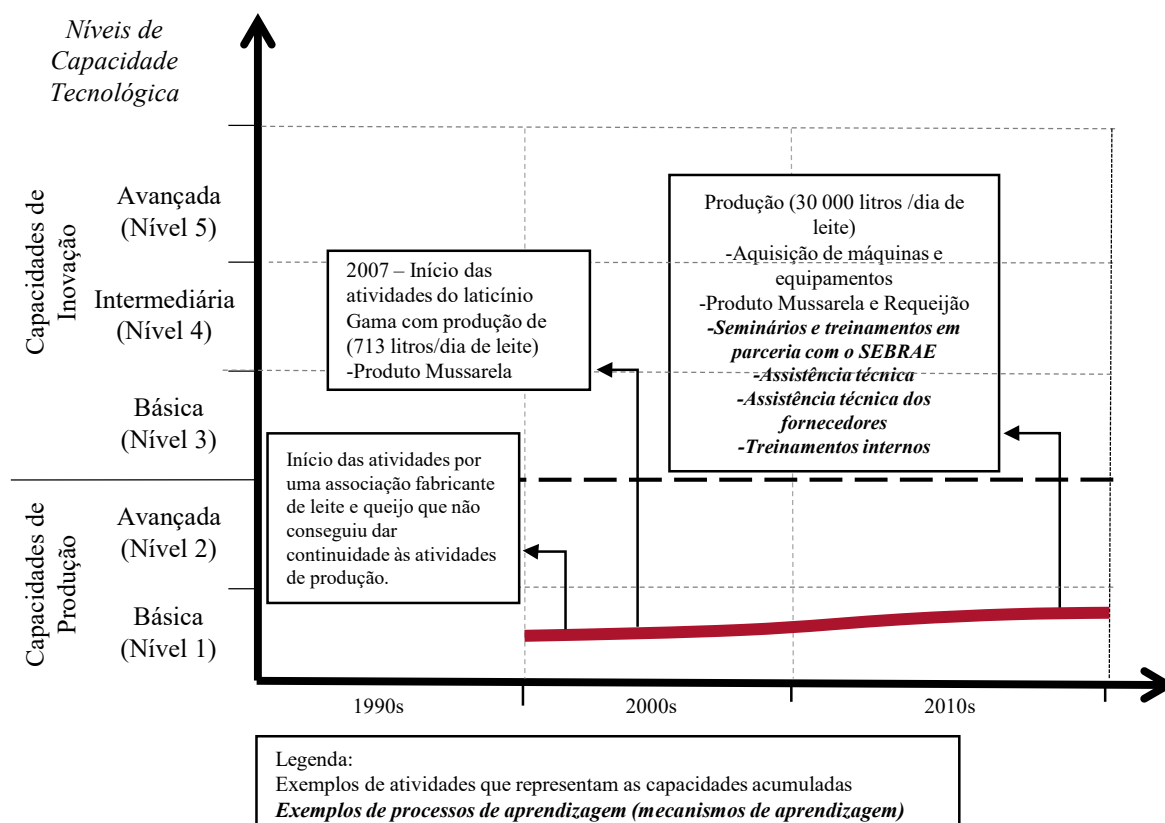 Níveis de
Capacidade
Tecnológica
Capacidades de
Inovação
Avançada
(Nível 5)
Intermediária
(Nível 4)
Básica
(Nível 3)
Capacidades de
Produção
Avançada
(Nível 2)
Básica
(Nível 1)
Início das atividades por
uma associação fabricante
de leite e queijo que não
conseguiu dar
continuidade às atividades
de produção.
2007 – Início das
atividades do laticínio
Gama com produção de
(713 litros/dia de leite)
-Produto Mussarela
Produção (30 000 litros /dia de
leite)
-Aquisição de máquinas e
equipamentos
-Produto Mussarela e Requeijão
-Seminários e treinamentos em
parceria com o SEBRAE
-Assistência técnica
-Assistência técnica dos
fornecedores
-Treinamentos internos
1990s
2000s
2010s
Legenda:
Exemplos de atividades que representam as capacidades acumuladas
Exemplos de processos de aprendizagem (mecanismos de aprendizagem)